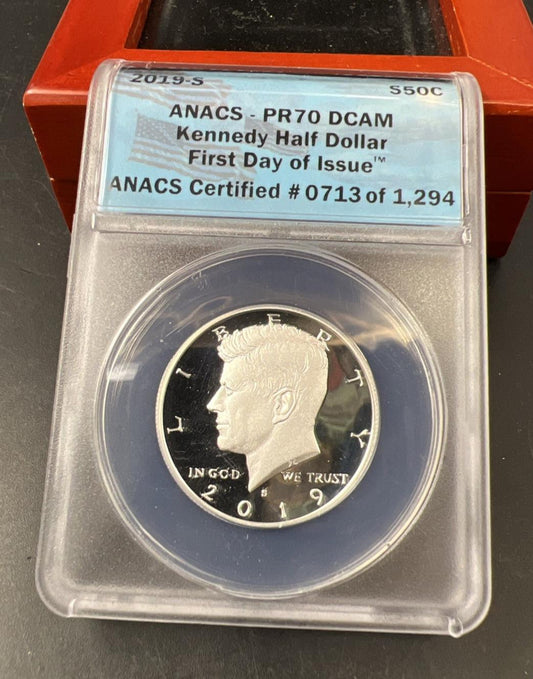 2019-S S50C
ANACS - PR70 DCAM
Kennedy Half Dollar
First Day of Issue™
ANACS Certified # 0713 of 1,294
LIBERTY
IN GOD WE TRUST
S
2019